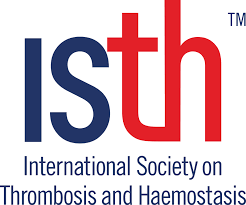 isth™
International Society on
Thrombosis and Haemostasis